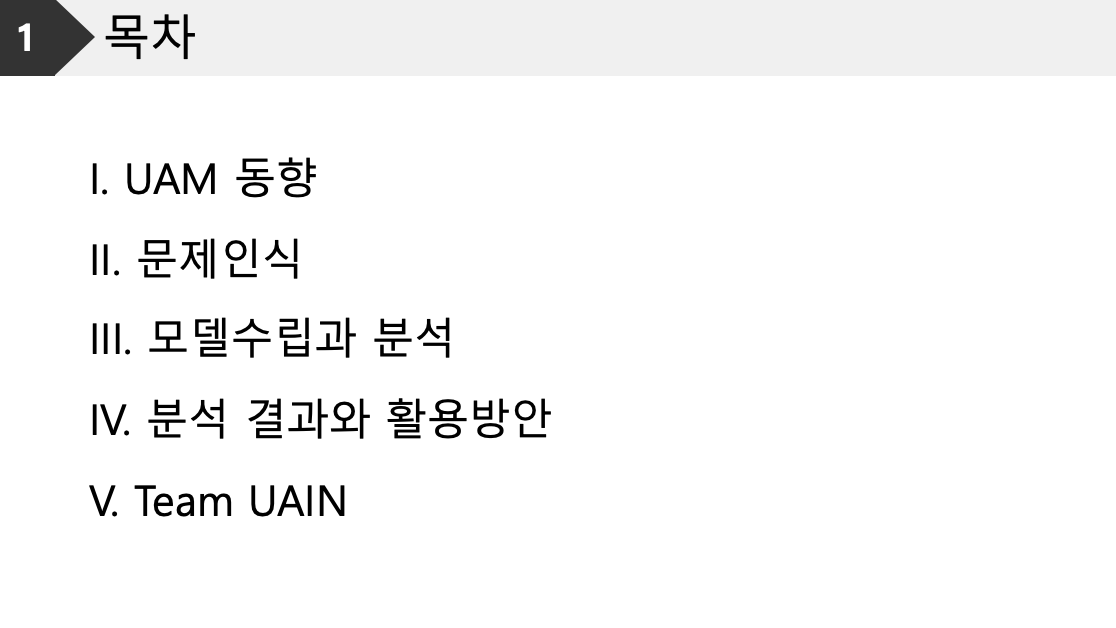 1 목차
I. UAM 동향
II. 문제인식
III. 모델수립과 분석
IV. 분석 결과와 활용방안
V. Team UAIN